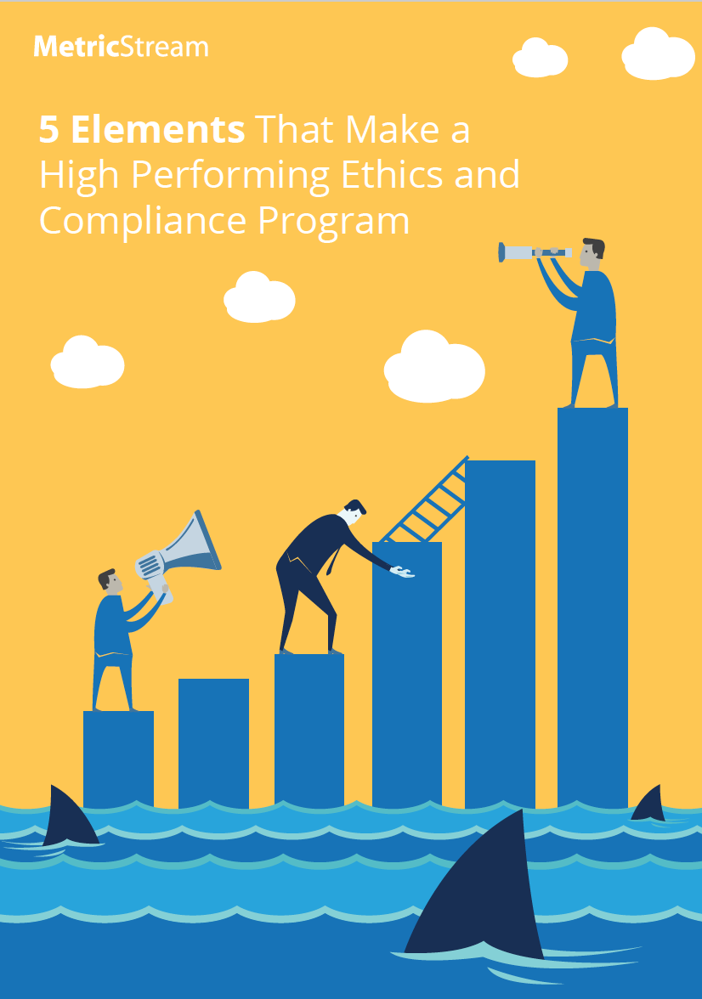 MetricStream
5 Elements That Make a
High Performing Ethics and
Compliance Program